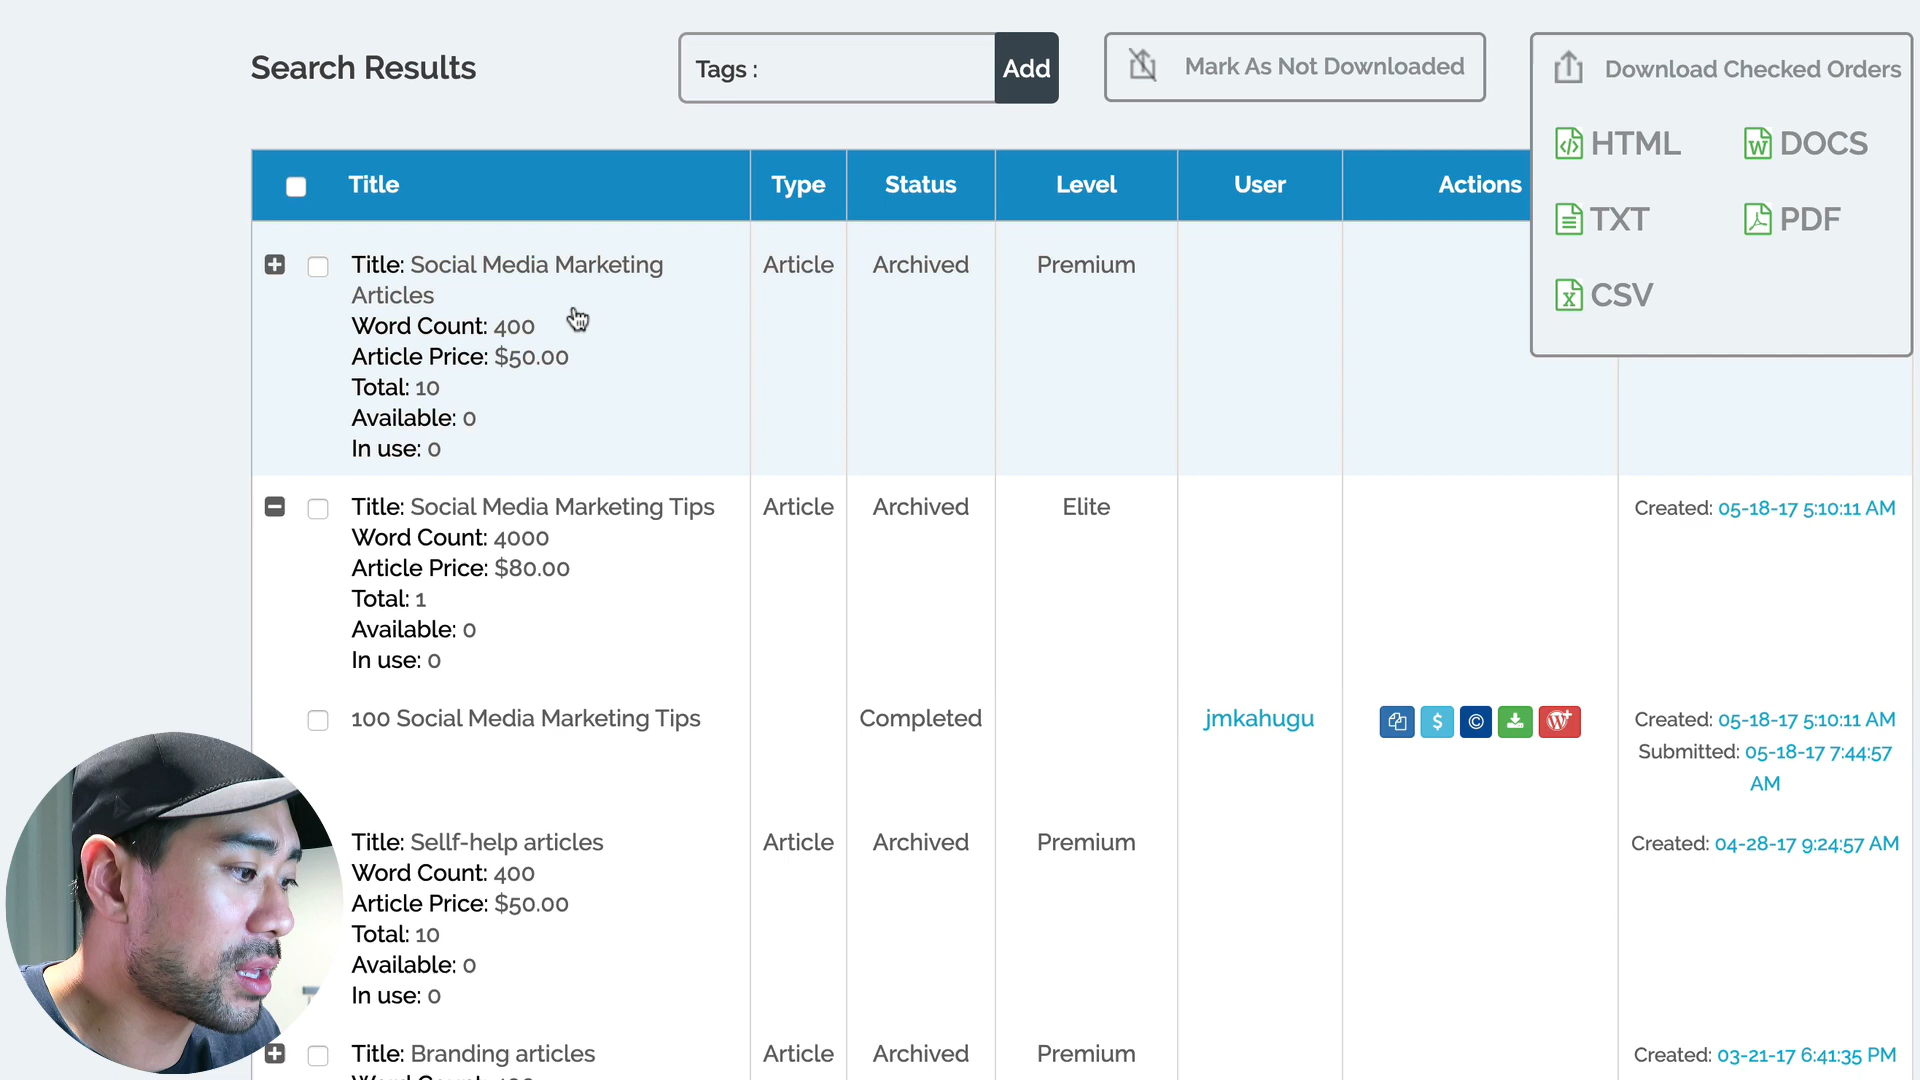 Search Results
Tags :
Add
Mark As Not Downloaded
Download Checked Orders
HTML
DOCS
TXT
PDF
CSV
Title
Type
Status
Level
User
Actions
Title: Social Media Marketing
Articles
Word Count: 400
Article Price: $50.00
Total: 10
Available: 0
In use: 0
Article
Archived
Premium
Title: Social Media Marketing Tips
Word Count: 4000
Article Price: $80.00
Total: 1
Available: 0
In use: 0
Article
Archived
Elite
Created: 05-18-17 5:10:11 AM
100 Social Media Marketing Tips
Completed
jmkahugu
Created: 05-18-17 5:10:11 AM
Submitted: 05-18-17 7:44:57
AM
Title: Sellf-help articles
Word Count: 400
Article Price: $50.00
Total: 10
Available: 0
In use: 0
Article
Archived
Premium
Created: 04-28-17 9:24:57 AM
Title: Branding articles
Article
Archived
Premium
Created: 03-21-17 6:41:35 PM